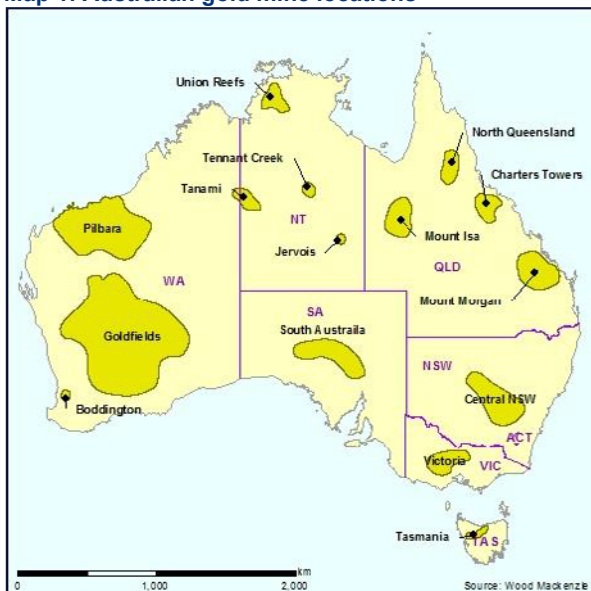 Map 1: Australian gold mine locations
Union Reefs
North Queensland
Tennant Creek
Charters Towers
Tanami
Pilbara
NT
Mount Isa
Jervois
QLD
WA
Mount Morgan
SA
South Austraila
Goldfields
NSW
Central NSW
Boddington
ACT
Victoria
VIC
Tasmania
TAS
km
0 1,000 2,000
Source: Wood Mackenzie